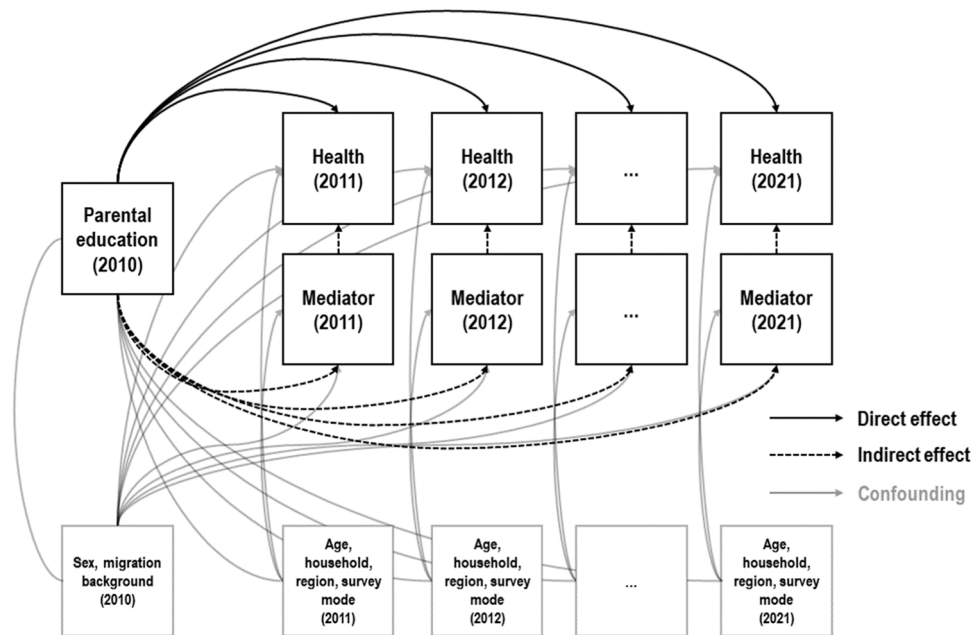 Health
(2011)
Health
(2012)
...
Health
(2021)
Parental
education
(2010)
Mediator
(2011)
Mediator
(2012)
...
Mediator
(2021)
Direct effect
Indirect effect
Confounding
Sex, migration
background
(2010)
Age,
household,
region, survey
mode
(2011)
Age,
household,
region, survey
mode
(2012)
...
Age,
household,
region, survey
mode
(2021)